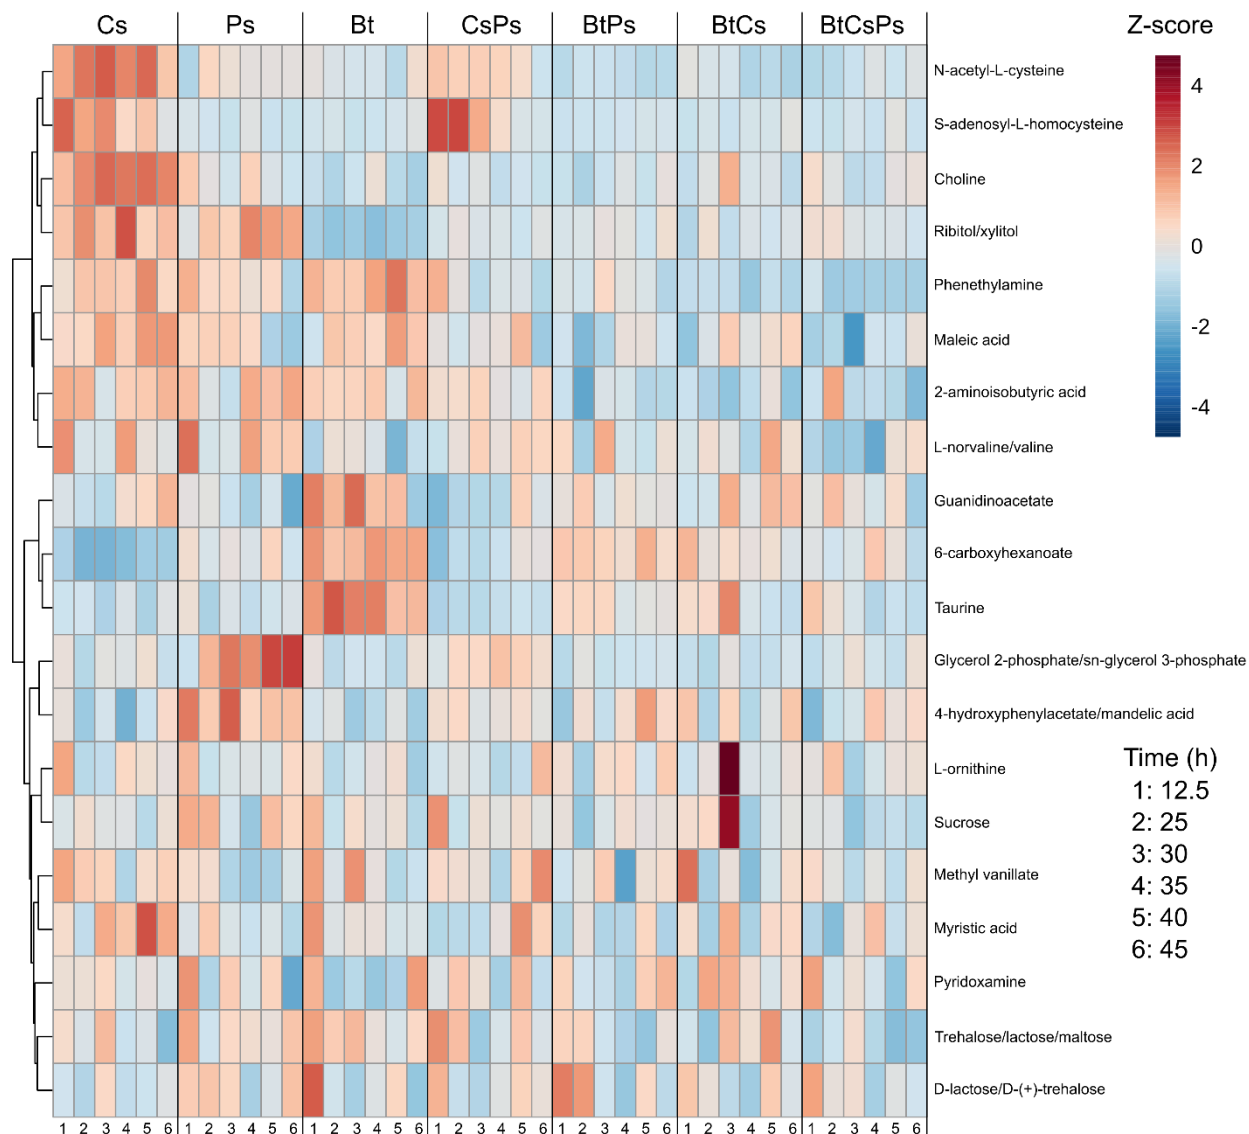 Cs Ps Bt CsPs BtPs BtCs BtCsPs Z-score
N-acetyl-L-cysteine
4
S-adenosyl-L-homocysteine
2
Choline
Ribitol/xylitol
0
Phenethylamine
-2
Maleic acid
2-aminoisobutyric acid
-4
L-norvaline/valine
Guanidinoacetate
6-carboxyhexanoate
Taurine
Glycerol 2-phosphate/sn-glycerol 3-phosphate
4-hydroxyphenylacetate/mandelic acid
L-ornithine
Sucrose
Methyl vanillate
Myristic acid
Pyridoxamine
Trehalose/lactose/maltose
D-lactose/D-(+)-trehalose
Time (h)
1: 12.5
2: 25
3: 30
4: 35
5: 40
6: 45
1 2 3 4 5 6 1 2 3 4 5 6 1 2 3 4 5 6 1 2 3 4 5 6 1 2 3 4 5 6 1 2 3 4 5 6 1 2 3 4 5 6